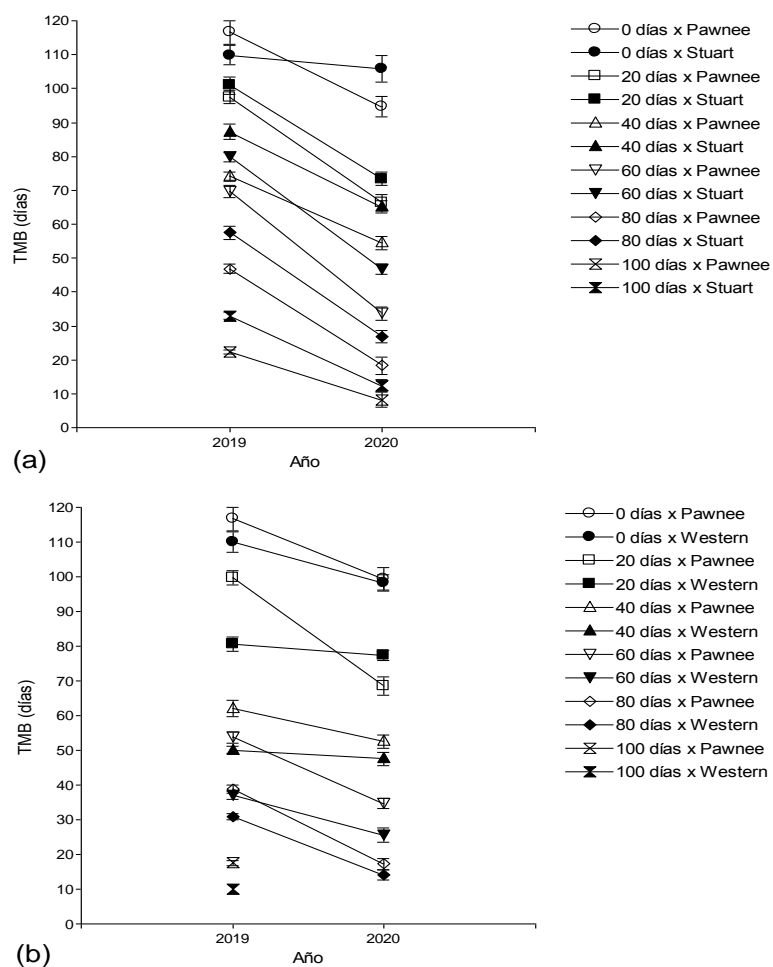 120
110
100
90
80
70
60
50
40
30
20
10
0
TMB (días)
2019
2020
Año
(a)
0 días x Pawnee
0 días x Stuart
20 días x Pawnee
20 días x Stuart
40 días x Pawnee
40 días x Stuart
60 días x Pawnee
60 días x Stuart
80 días x Pawnee
80 días x Stuart
100 días x Pawnee
100 días x Stuart
120
110
100
90
80
70
60
50
40
30
20
10
0
TMB (días)
2019
2020
Año
(b)
0 días x Pawnee
0 días x Western
20 días x Pawnee
20 días x Western
40 días x Pawnee
40 días x Western
60 días x Pawnee
60 días x Western
80 días x Pawnee
80 días x Western
100 días x Pawnee
100 días x Western